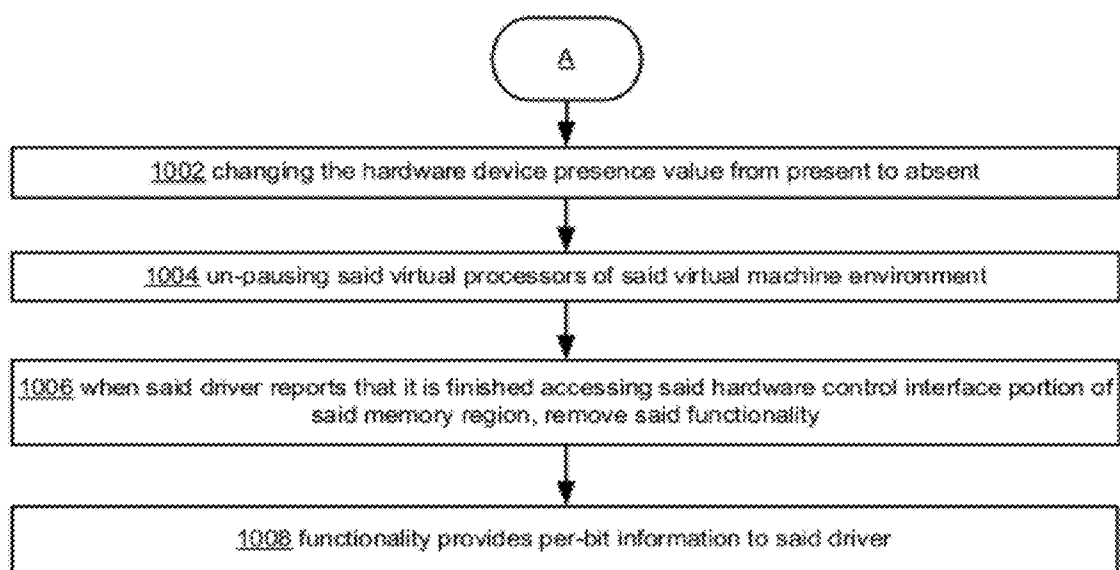 A
1002 changing the hardware device presence value from present to absent
1004 un-pausing said virtual processors of said virtual machine environment
1006 when said driver reports that it is finished accessing said hardware control interface portion of
said memory region, remove said functionality
1008 functionality provides per-bit information to said driver